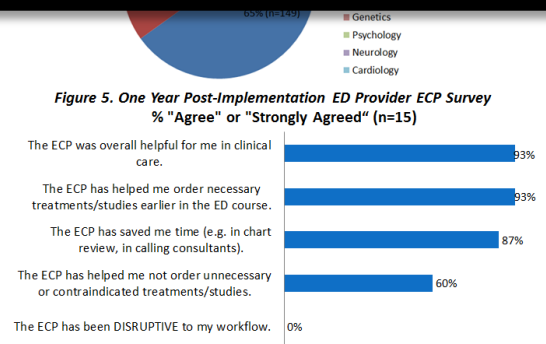 65% (n=149)
Genetics
Psychology
Neurology
Cardiology
Figure 5. One Year Post-Implementation ED Provider ECP Survey
% "Agree" or "Strongly Agreed“ (n=15)
The ECP was overall helpful for me in clinical
care.
93%
The ECP has helped me order necessary
treatments/studies earlier in the ED course.
93%
The ECP has saved me time (e.g. in chart
review, in calling consultants).
87%
The ECP has helped me not order unnecessary
or contraindicated treatments/studies.
60%
The ECP has been DISRUPTIVE to my workflow.
0%